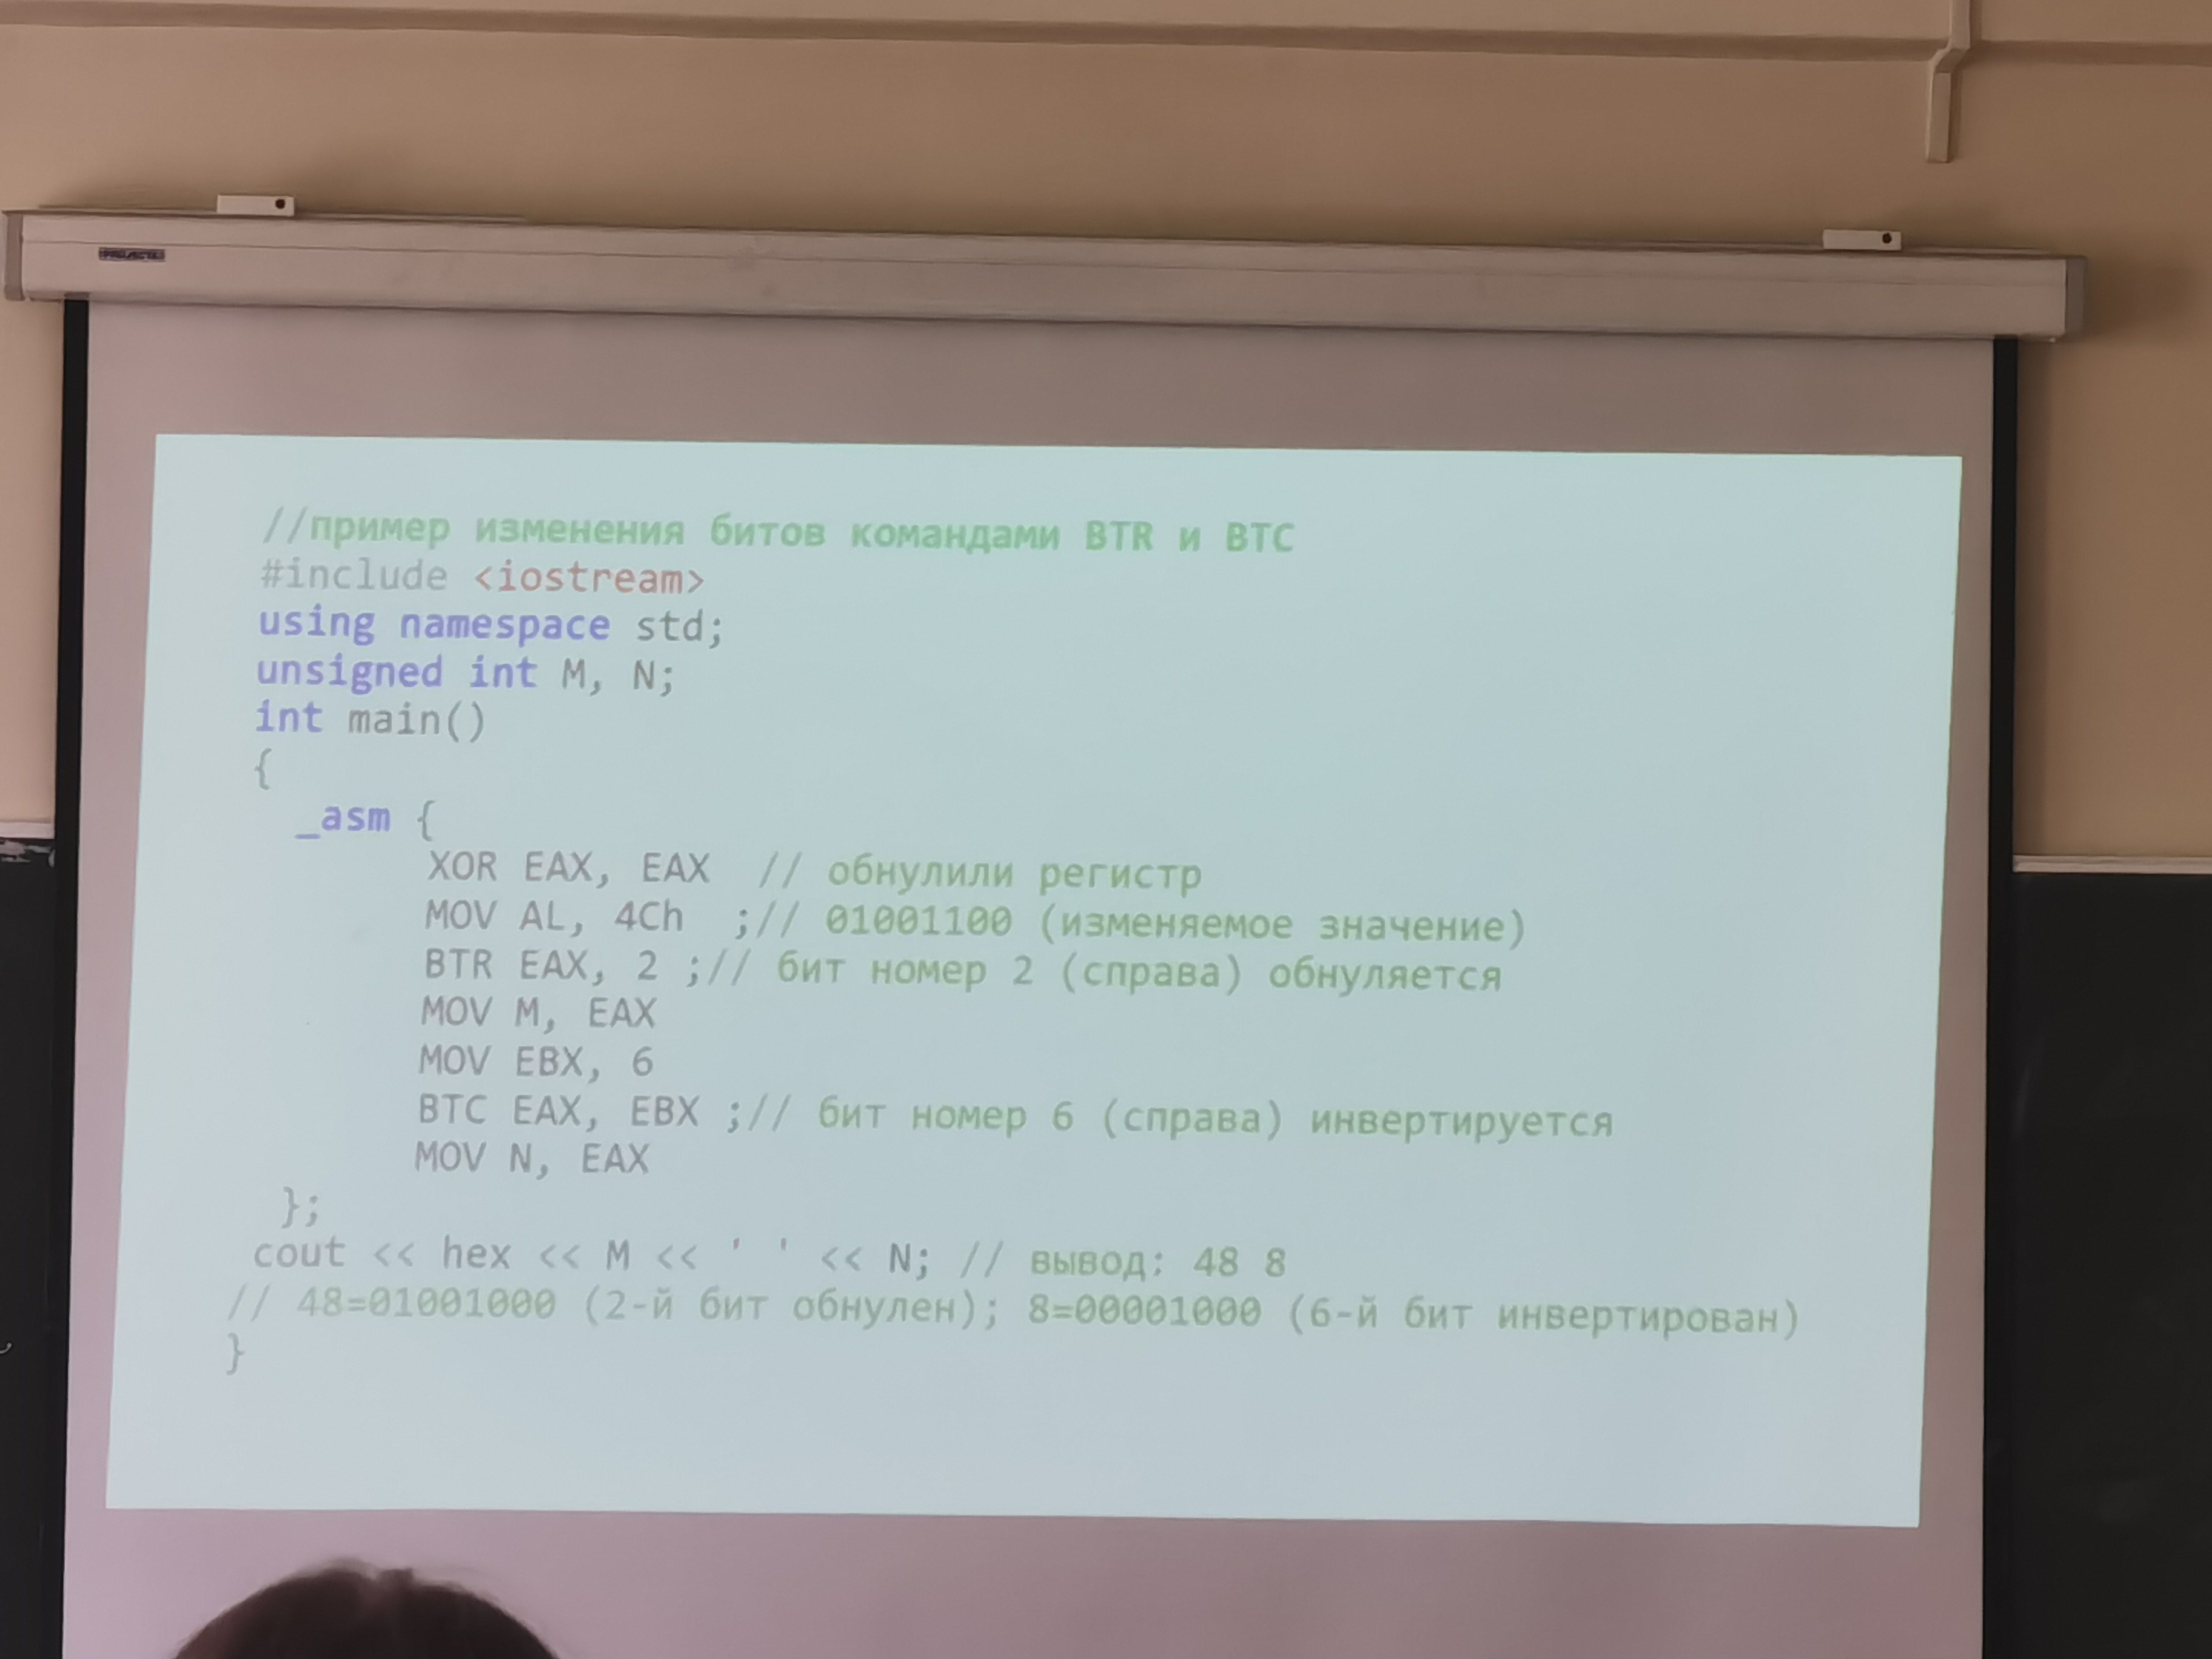 //пример изменения битов командами BTR и BTC
#include <iostream>
using namespace std;
unsigned int M, N;
int main()
{
_asm {
XOR EAX, EAX // обнулили регистр
MOV AL, 4Ch ;// 01001100 (изменяемое значение)
BTR EAX, 2 ;// бит номер 2 (справа) обнуляется
MOV M, EAX
MOV EBX, 6
BTC EAX, EBX ;// бит номер 6 (справа) инвертируется
MOV N, EAX
};
cout << hex << M << ' ' << N; // вывод: 48 8
// 48=01001000 (2-й бит обнулен); 8=00001000 (6-й бит инвертирован)
}